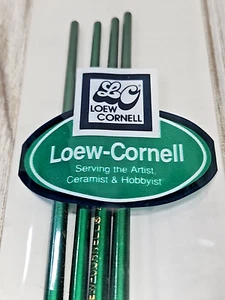 LC
LOEW
CORNELL
Loew-Cornell
Serving the Artist,
Ceramist & Hobbyist